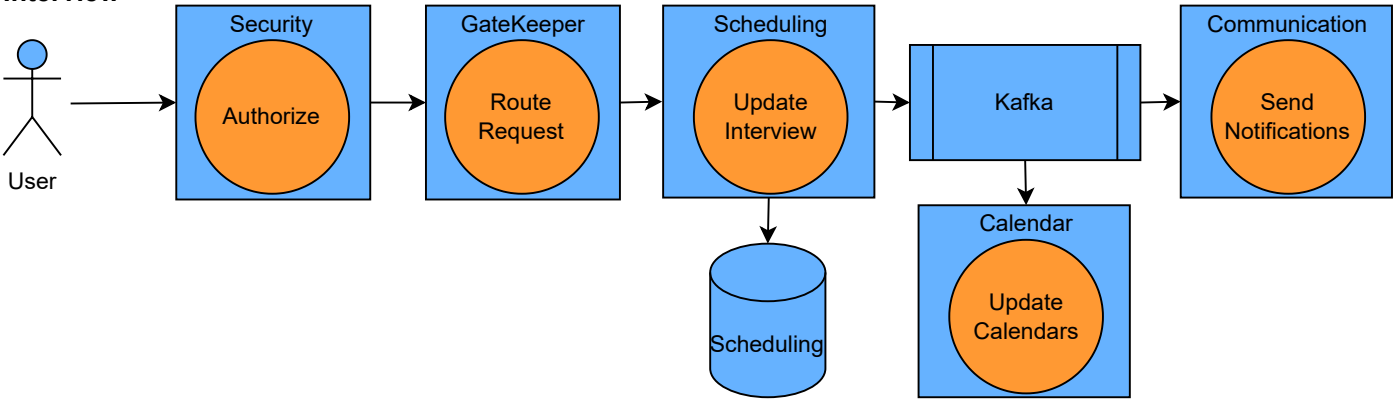 Security
Authorize
GateKeeper
Route
Request
Scheduling
Update
Interview
Kafka
Communication
Send
Notifications
User
Scheduling
Calendar
Update
Calendars